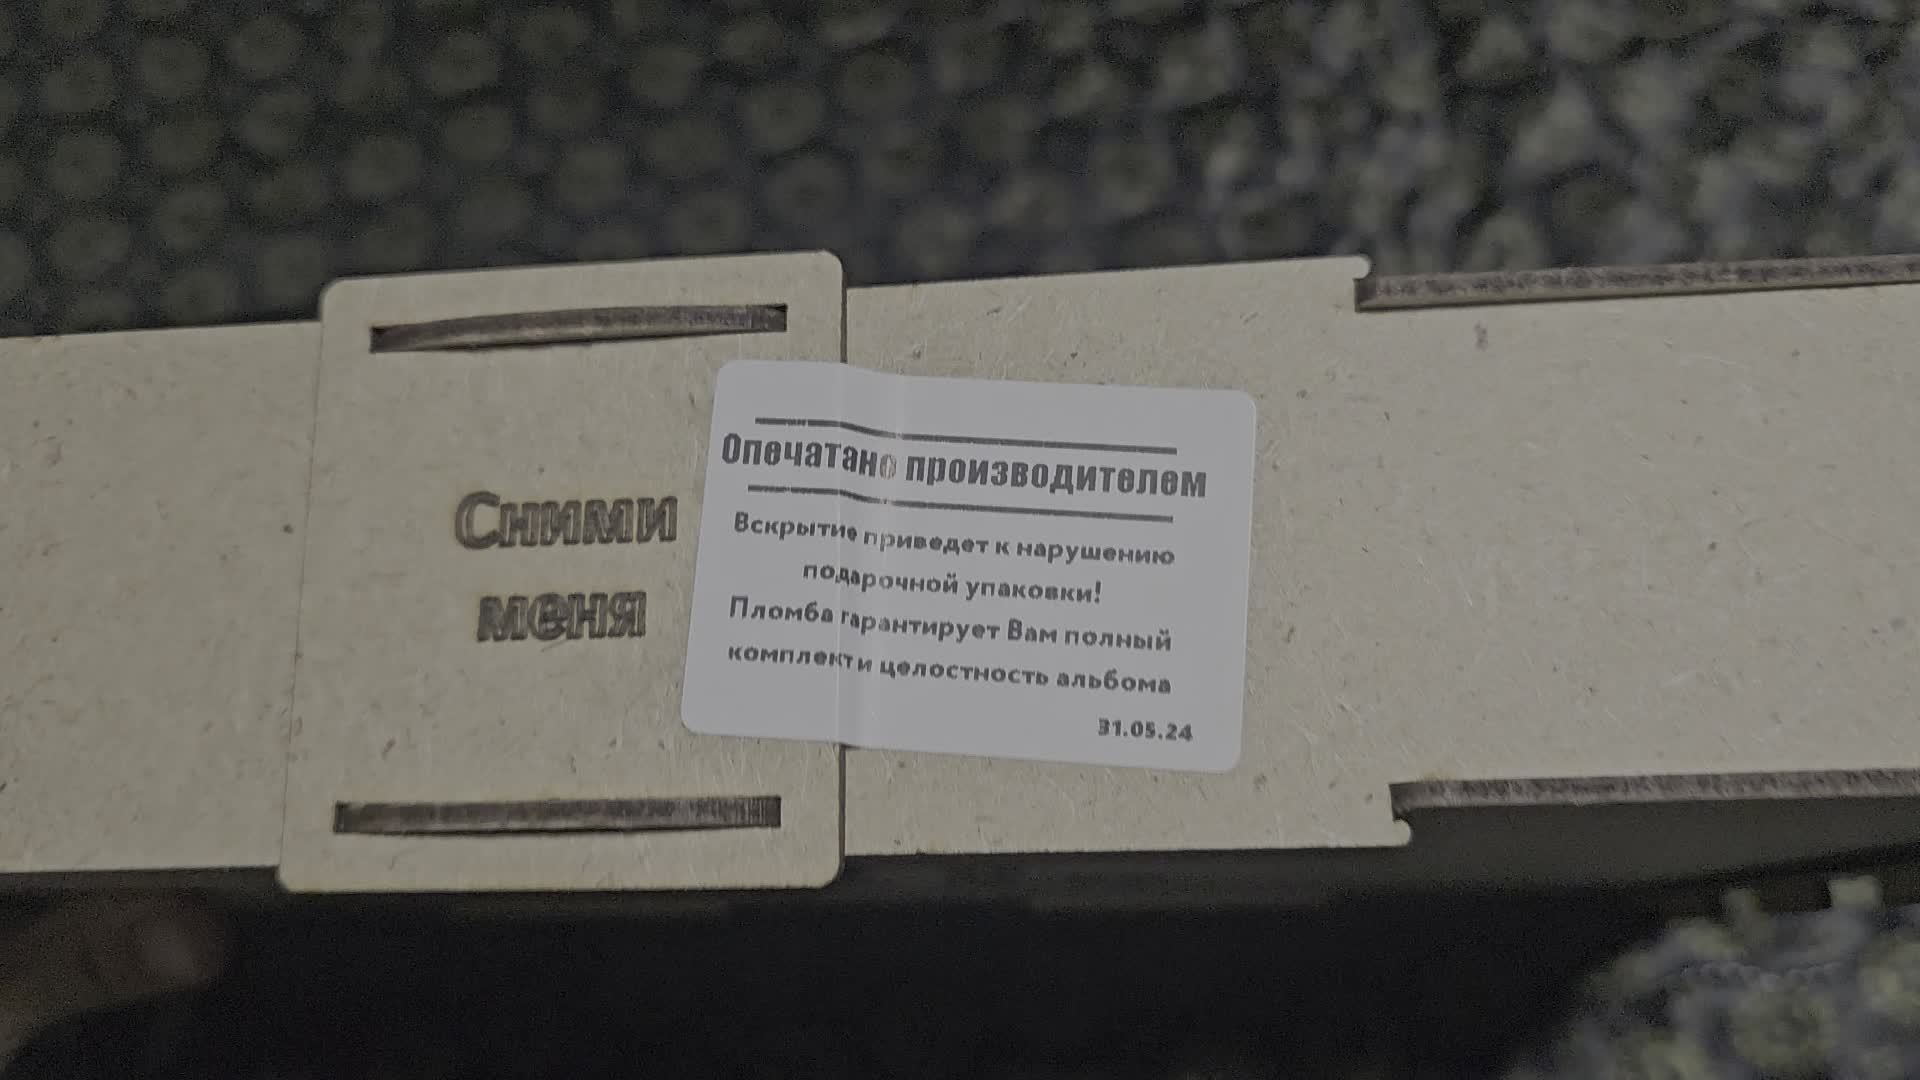 Сними
меня
Опечатано производителем
Вскрытие приведет к нарушению
подарочной упаковки!
Пломба гарантирует Вам полный
комплект и целостность альбома
31.05.24